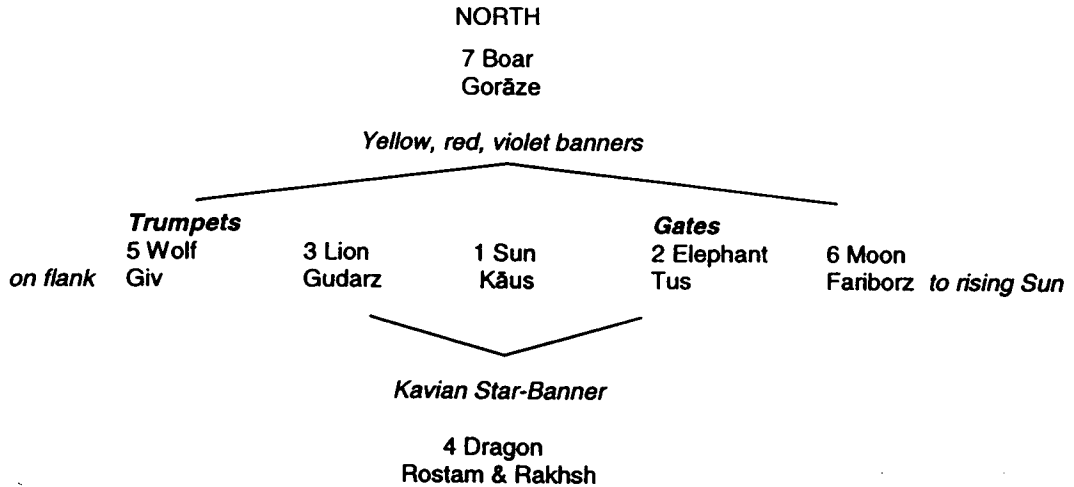 NORTH
7 Boar
Gorāze
Yellow, red, violet banners
Trumpets Gates
5 Wolf 3 Lion 1 Sun 2 Elephant 6 Moon
on flank Giv Gudarz Kāus Tus Fariborz to rising Sun
Kavian Star-Banner
4 Dragon
Rostam & Rakhsh